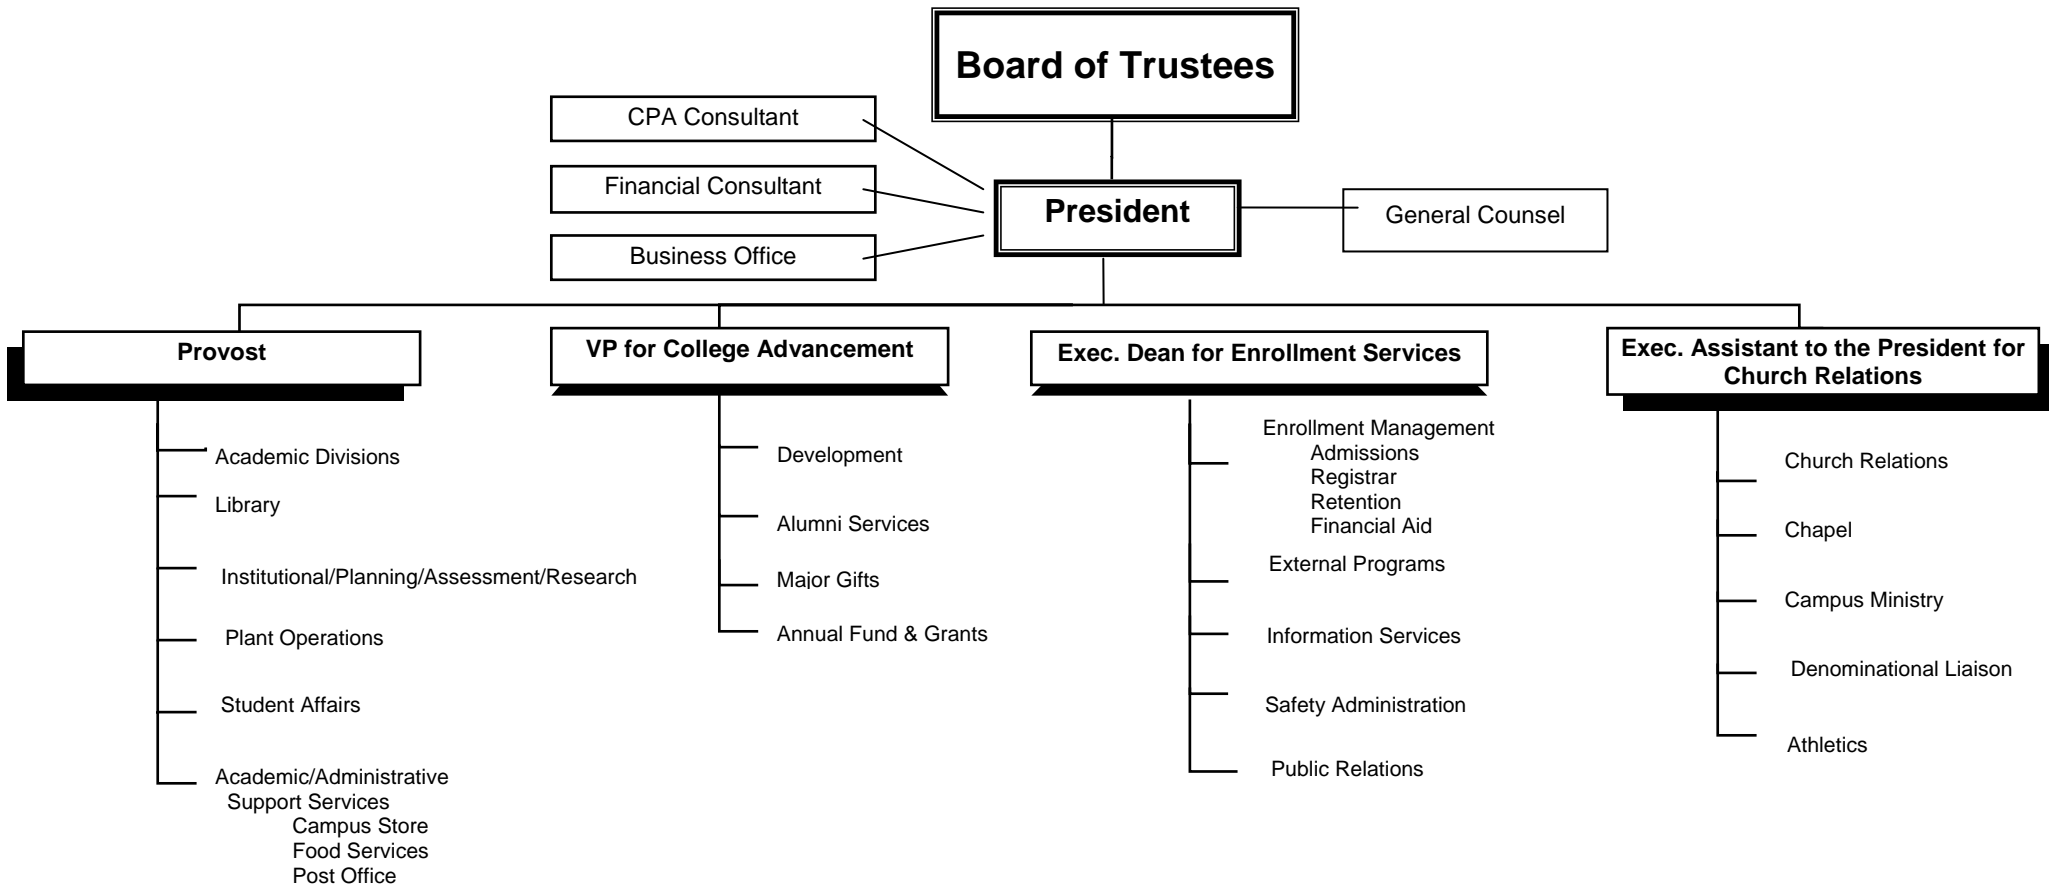 Board of Trustees
CPA Consultant
Financial Consultant
President
General Counsel
Business Office
Provost
VP for College Advancement
Exec. Dean for Enrollment Services
Exec. Assistant to the President for
Church Relations
Academic Divisions
Library
Institutional/Planning/Assessment/Research
Plant Operations
Student Affairs
Academic/Administrative
Support Services
Campus Store
Food Services
Post Office
Development
Alumni Services
Major Gifts
Annual Fund & Grants
Enrollment Management
Admissions
Registrar
Retention
Financial Aid
External Programs
Information Services
Safety Administration
Public Relations
Church Relations
Chapel
Campus Ministry
Denominational Liaison
Athletics